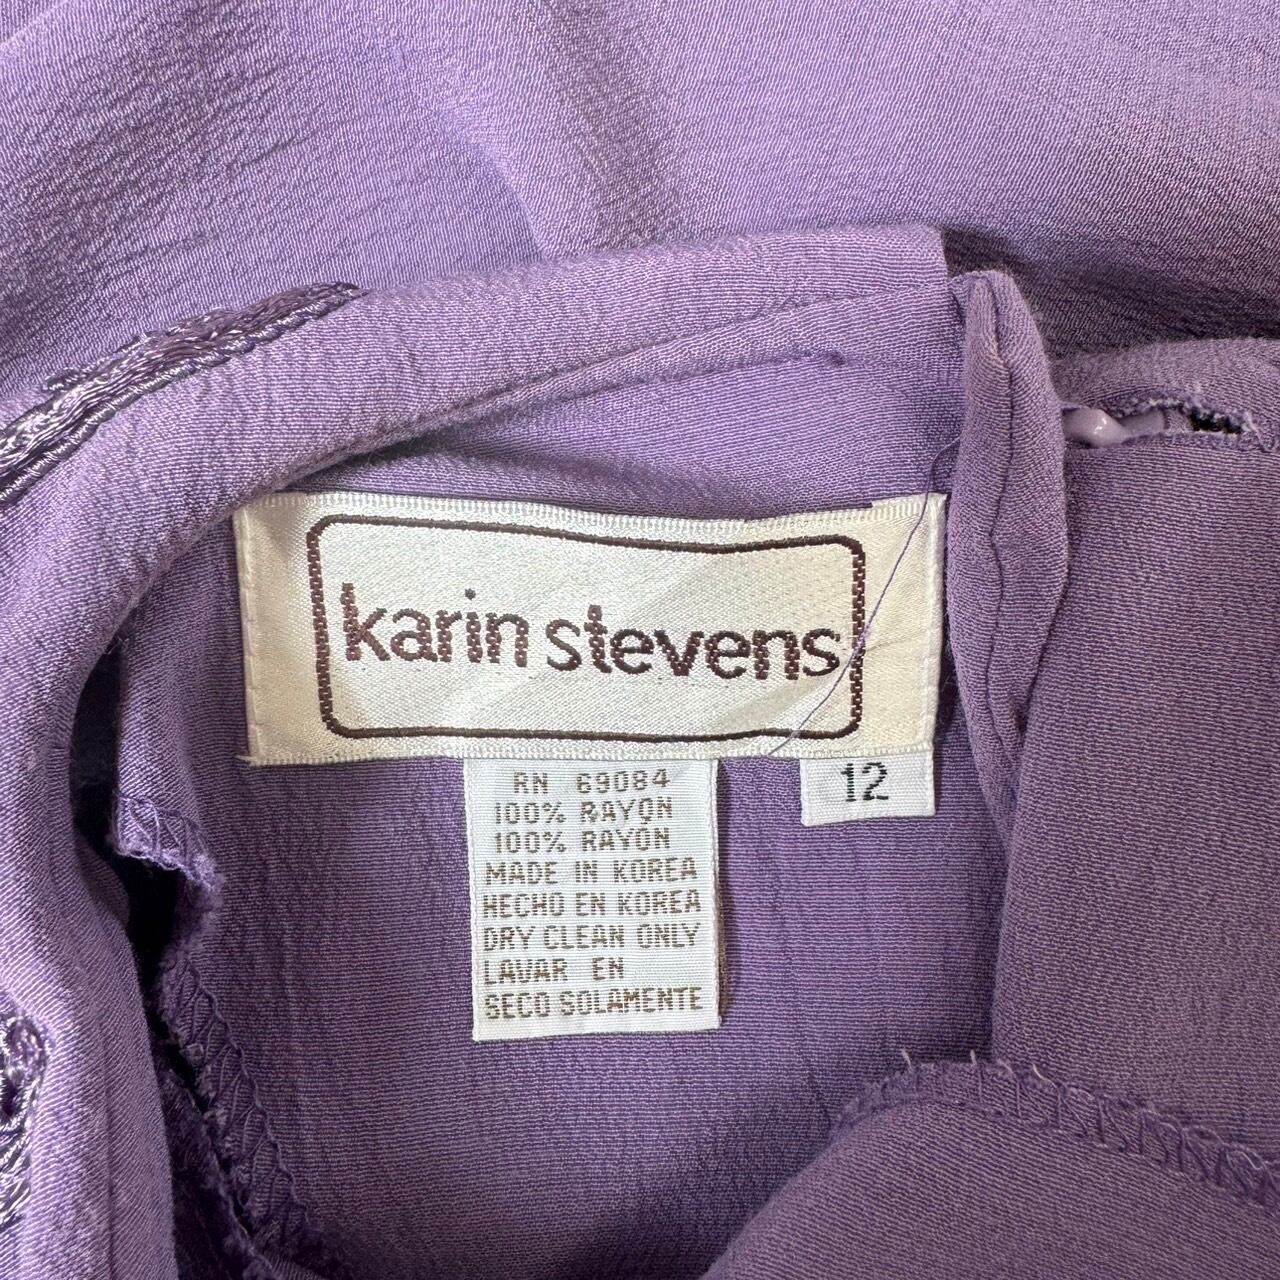 karin stevens
12
RN 69084
100% RAYON
100% RAYON
MADE IN KOREA
HECHO EN KOREA
DRY CLEAN ONLY
LAVAR EN
SECO SOLAMENTE